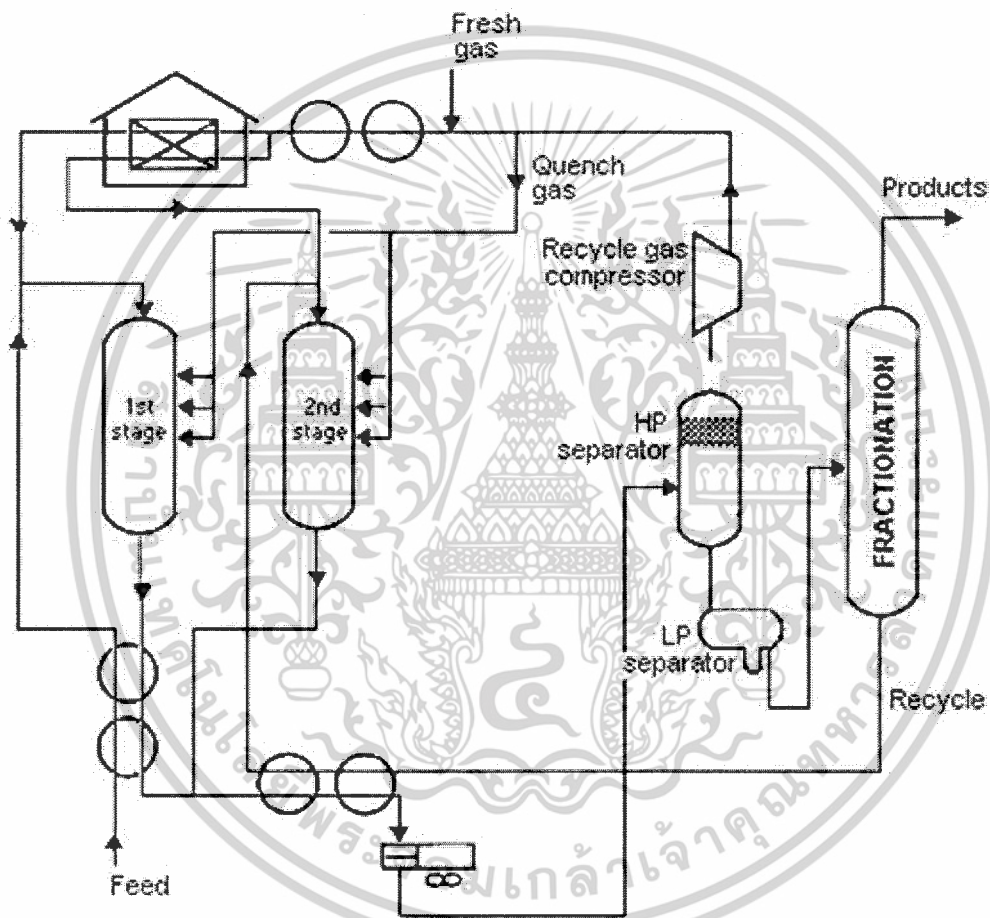 Fresh
gas
Quench
gas
Products
Recycle gas
compressor
1st
stage
2nd
stage
HP
separator
FRACTIONATION
LP
separator
Recycle
Feed